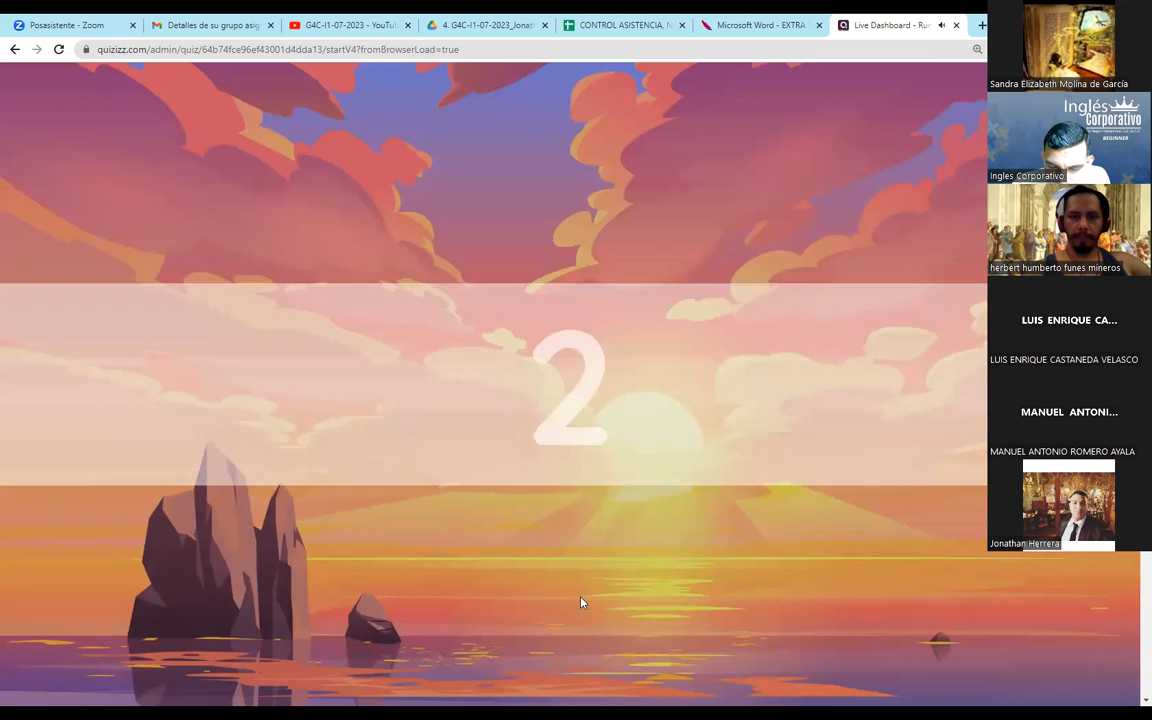 Posasistente - Zoom
Detalles de su grupo asig
G4C-I1-07-2023 - YouTub
4. G4C-I1-07-2023_Jonat
CONTROL ASISTENCIA, N
Microsoft Word - EXTRA
Live Dashboard - Run
quizizz.com/admin/quiz/64b74fce96ef43001d4dda13/startV4?fromBrowserLoad=true
2
Sandra Elizabeth Molina de García
Inglés
Corporativo
BEGINNER
Ingles Corporativo
herbert humberto funes mineros
LUIS ENRIQUE CA...
LUIS ENRIQUE CASTANEDA VELASCO
MANUEL ANTONI...
MANUEL ANTONIO ROMERO AYALA
Jonathan Herrera